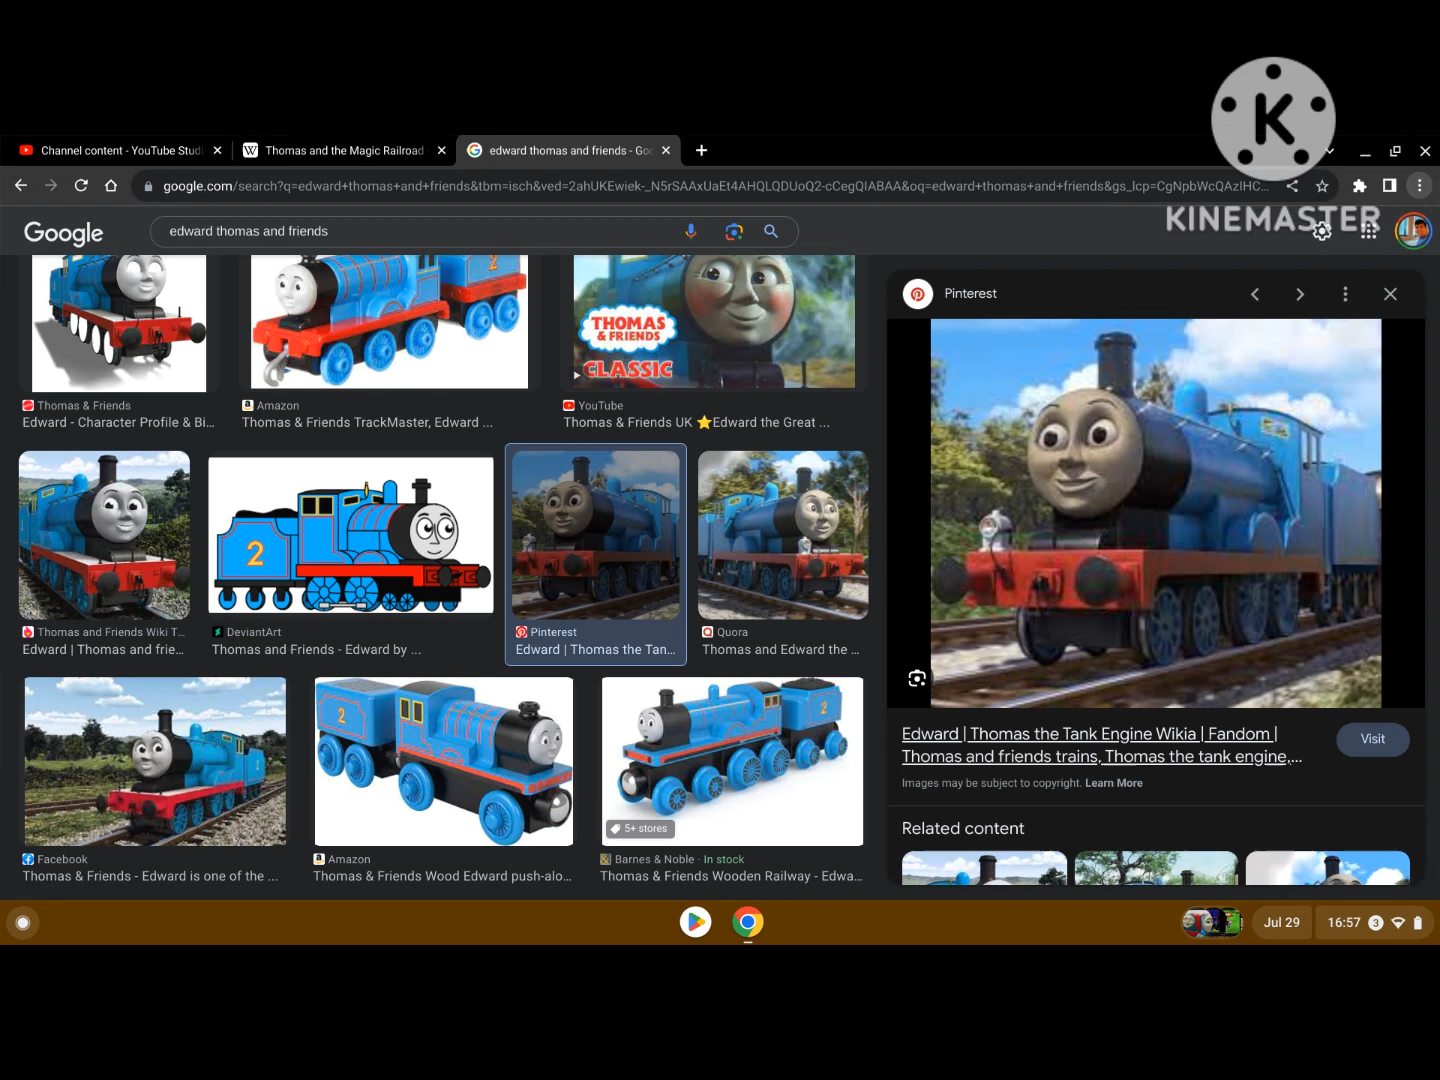 Channel content - YouTube Studi
Thomas and the Magic Railroad
edward thomas and friends - Goo
google.com/search?q=edward+thomas+and+friends&tbm=isch&ved=2ahUKEwiek-_N5rSAAxUaEt4AHQLQDUoQ2-cCegQIABAA&oq=edward+thomas+and+friends&gs_lcp=CgNpbWcQAzIHC...
K
KINEMASTER
Google
edward thomas and friends
Pinterest
2
THOMAS
& FRIENDS
CLASSIC
Thomas & Friends
Edward - Character Profile & Bi...
Amazon
Thomas & Friends TrackMaster, Edward ...
YouTube
Thomas & Friends UK ⭐Edward the Great ...
2
Thomas and Friends Wiki T...
Edward | Thomas and frie...
DeviantArt
Thomas and Friends - Edward by ...
Pinterest
Edward | Thomas the Tan...
Quora
Thomas and Edward the ...
2
2
2
5+ stores
Facebook
Thomas & Friends - Edward is one of the ...
Amazon
Thomas & Friends Wood Edward push-alo...
Barnes & Noble · In stock
Thomas & Friends Wooden Railway - Edwa...
Edward | Thomas the Tank Engine Wikia | Fandom |
Thomas and friends trains, Thomas the tank engine,...
Visit
Images may be subject to copyright. Learn More
Related content
Jul 29
16:57
3